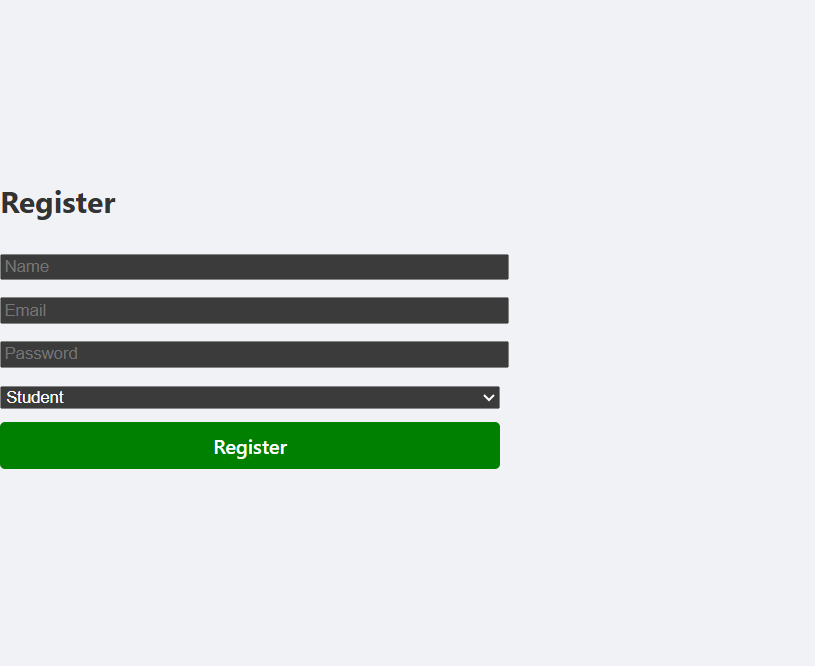 Register
Name
Email
Password
Student
Register